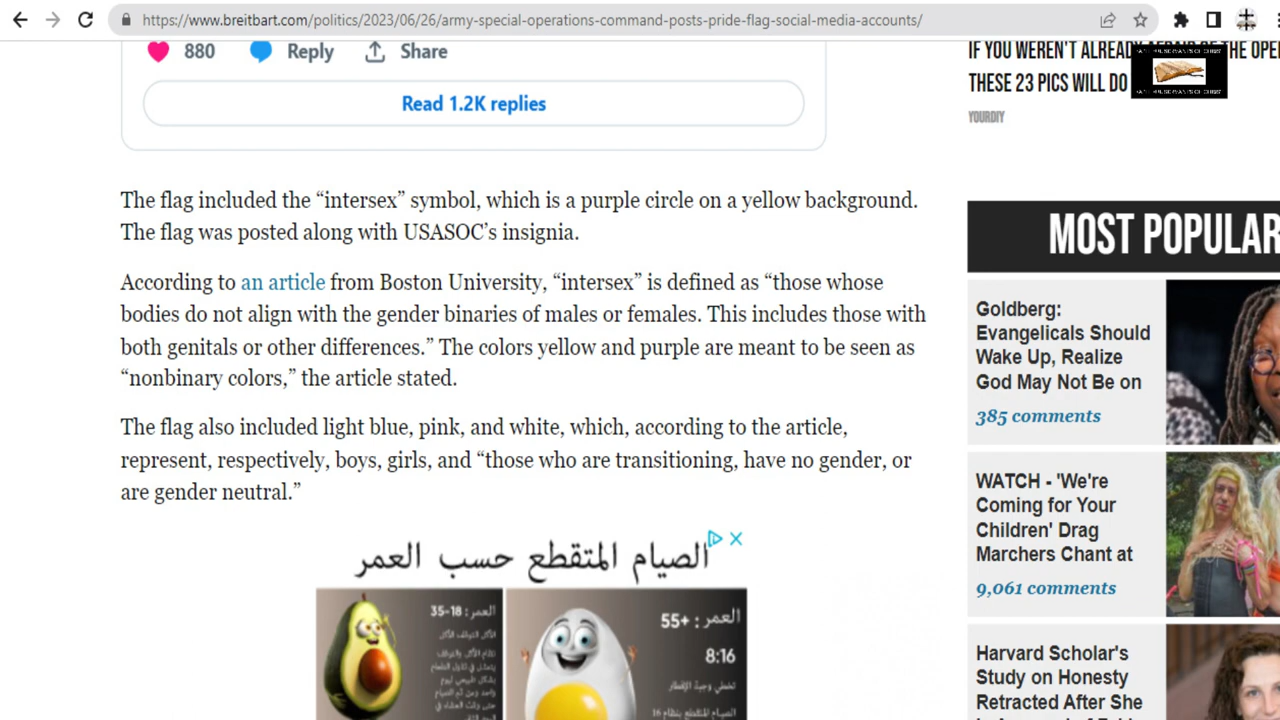 https://www.breitbart.com/politics/2023/06/26/army-special-operations-command-posts-pride-flag-social-media-accounts/
880 Reply Share
Read 1.2K replies
The flag included the “intersex” symbol, which is a purple circle on a yellow background.
The flag was posted along with USASOC’s insignia.
According to an article from Boston University, “intersex” is defined as “those whose
bodies do not align with the gender binaries of males or females. This includes those with
both genitals or other differences.” The colors yellow and purple are meant to be seen as
“nonbinary colors,” the article stated.
The flag also included light blue, pink, and white, which, according to the article,
represent, respectively, boys, girls, and “those who are transitioning, have no gender, or
are gender neutral.”
الصيام المتقطع حسب العمر
العمر: 18-35
العمر: +55
8:16
IF YOU WEREN'T ALREADY AFRAID OF THE OPE
THESE 23 PICS WILL DO
YOURDIY
MOST POPULAR
Goldberg:
Evangelicals Should
Wake Up, Realize
God May Not Be on
385 comments
WATCH - 'We're
Coming for Your
Children' Drag
Marchers Chant at
9,061 comments
Harvard Scholar's
Study on Honesty
Retracted After She